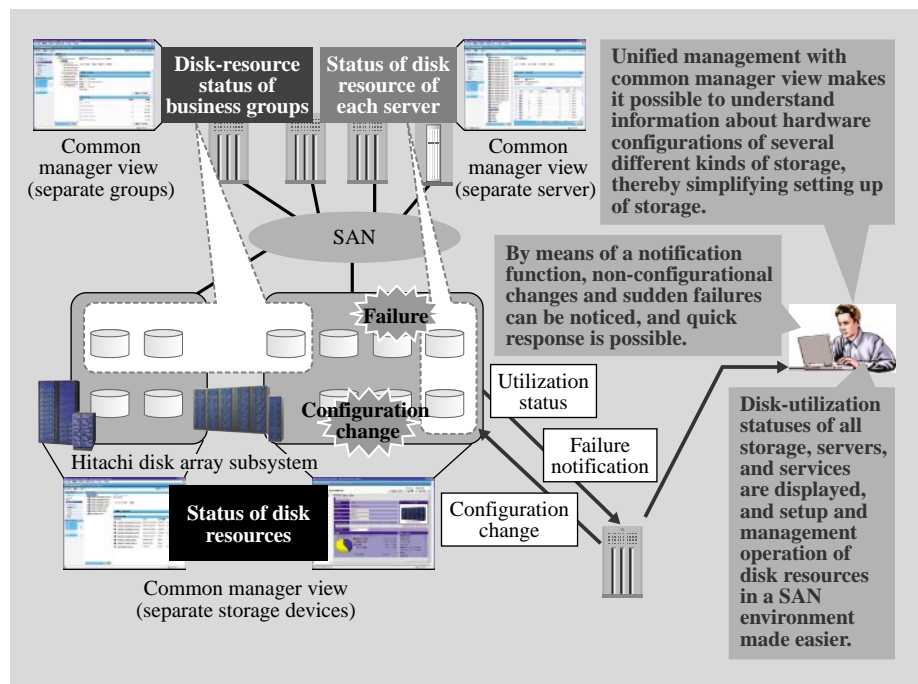 Disk-resource
status of
business groups
Status of disk
resource of
each server
Common
manager view
(separate groups)
Common
manager view
(separate server)
Unified management with
common manager view makes
it possible to understand
information about hardware
configurations of several
different kinds of storage,
thereby simplifying setting up
of storage.
SAN
By means of a notification
function, non-configurational
changes and sudden failures
can be noticed, and quick
response is possible.
Failure
Configuration
change
Utilization
status
Failure
notification
Configuration
change
Hitachi disk array subsystem
Status of disk
resources
Common manager view
(separate storage devices)
Disk-utilization
statuses of all
storage, servers,
and services
are displayed,
and setup and
management
operation of
disk resources
in a SAN
environment
made easier.